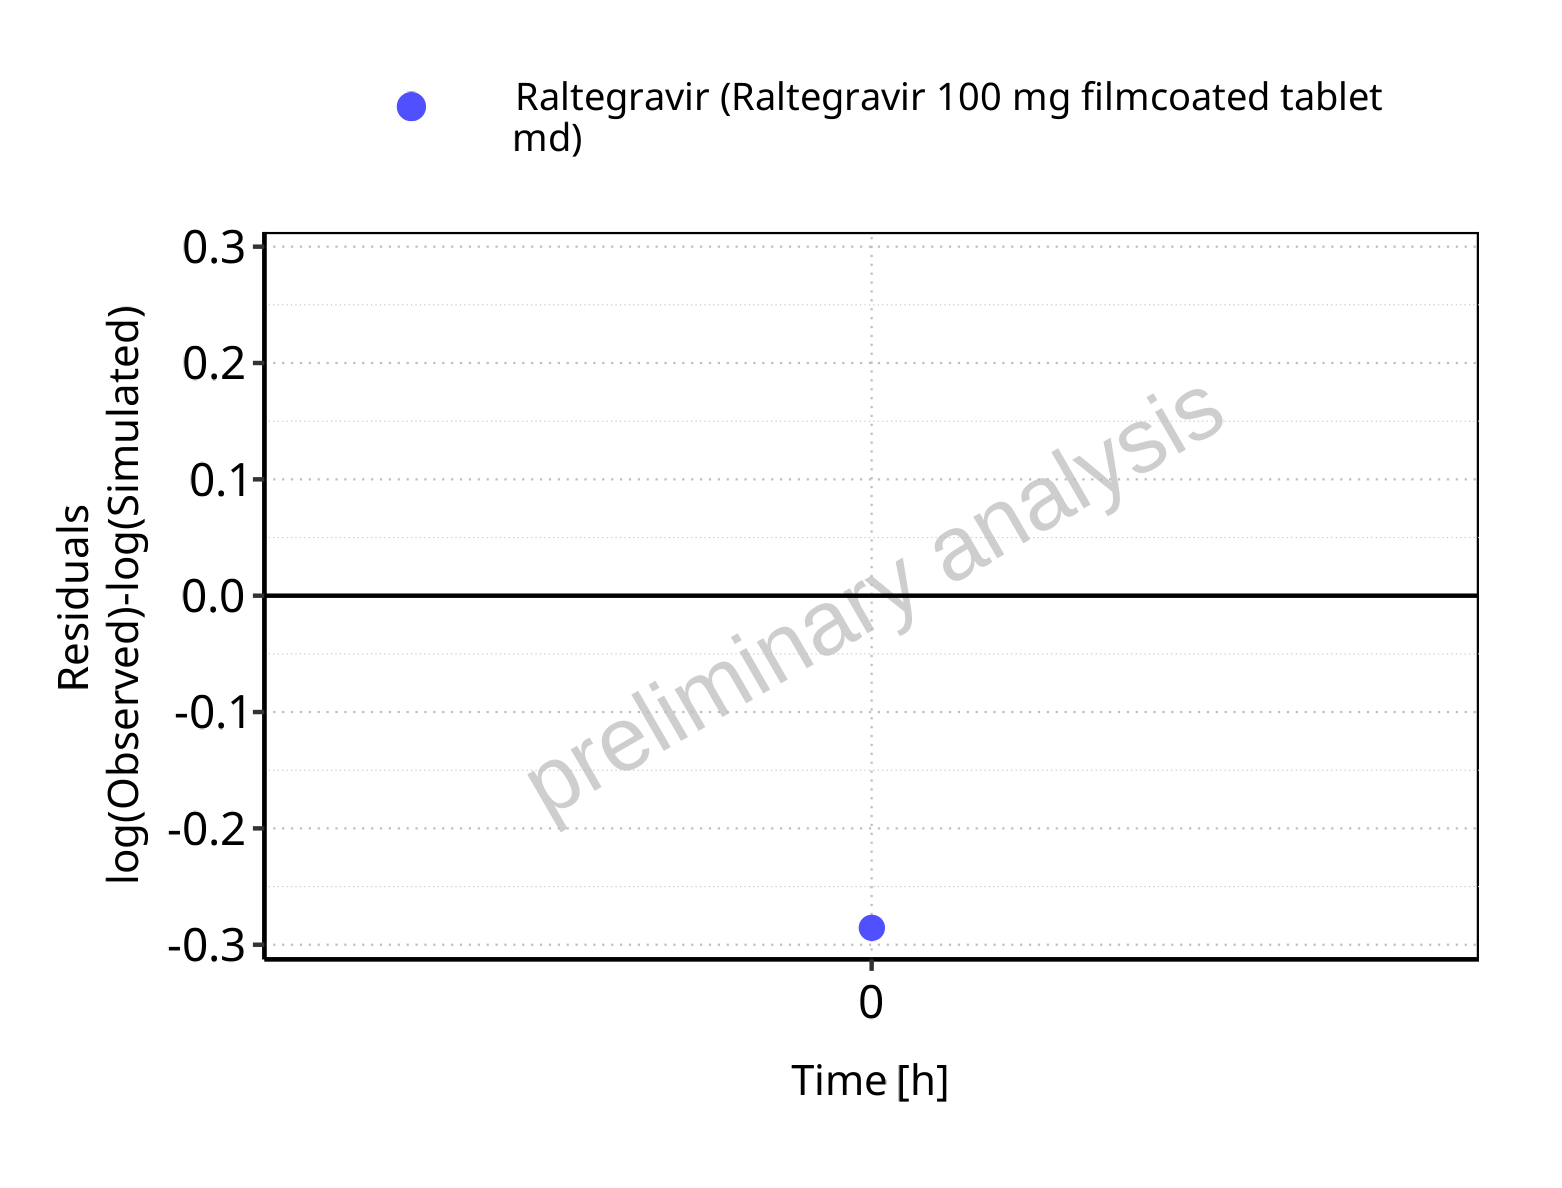 Raltegravir (Raltegravir 100 mg filmcoated tablet
md)
Residuals
log(Observed)-log(Simulated)
0.3
0.2
0.1
0.0
-0.1
-0.2
-0.3
preliminary analysis
0
Time [h]